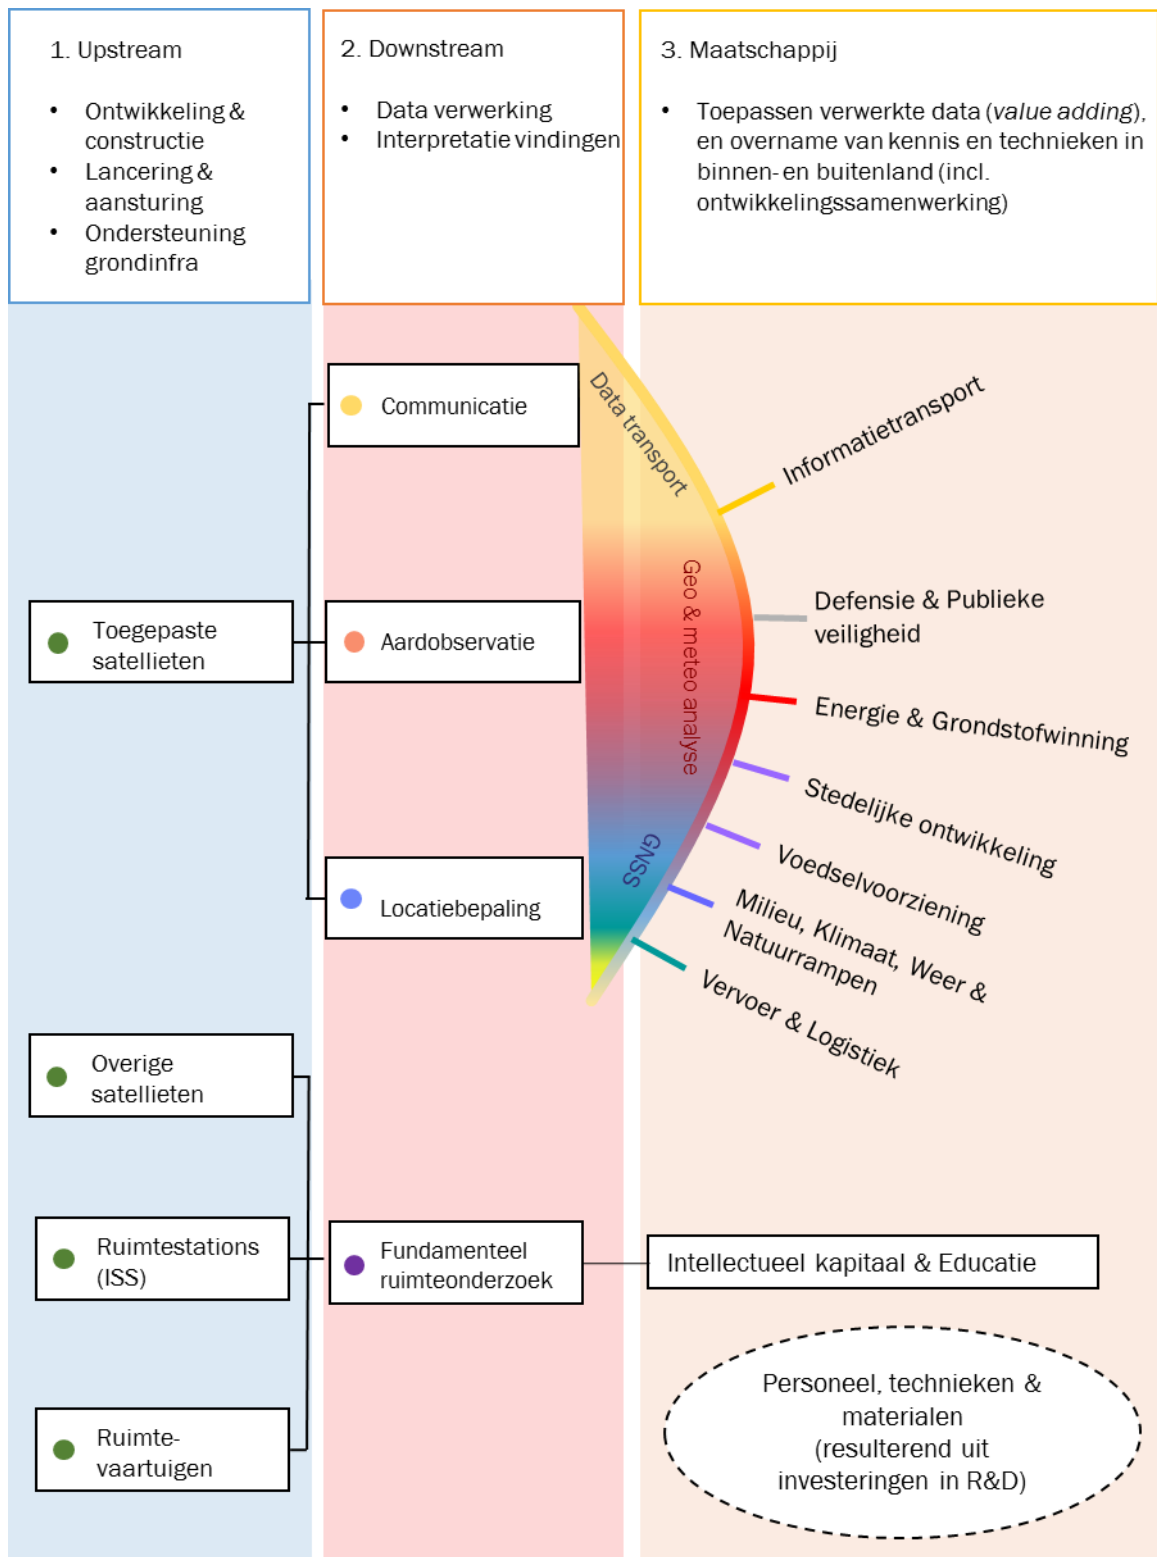 1. Upstream
• Ontwikkeling &
constructie
• Lancering &
aansturing
• Ondersteuning
grondinfra
2. Downstream
• Data verwerking
• Interpretatie vindingen
3. Maatschappij
• Toepassen verwerkte data (value adding),
en overname van kennis en technieken in
binnen- en buitenland (incl.
ontwikkelingssamenwerking)
Toegepaste
satellieten
Overige
satellieten
Ruimtestations
(ISS)
Ruimte-
vaartuigen
Communicatie
Aardobservatie
Locatiebepaling
Fundamenteel
ruimteonderzoek
Data transport
Geo & meteo analyse
GNSS
Informatietransport
Defensie & Publieke
veiligheid
Energie & Grondstofwinning
Stedelijke ontwikkeling
Voedselvoorziening
Milieu, Klimaat, Weer &
Natuurrampen
Vervoer & Logistiek
Intellectueel kapitaal & Educatie
Personeel, technieken &
materialen
(resulterend uit
investeringen in R&D)